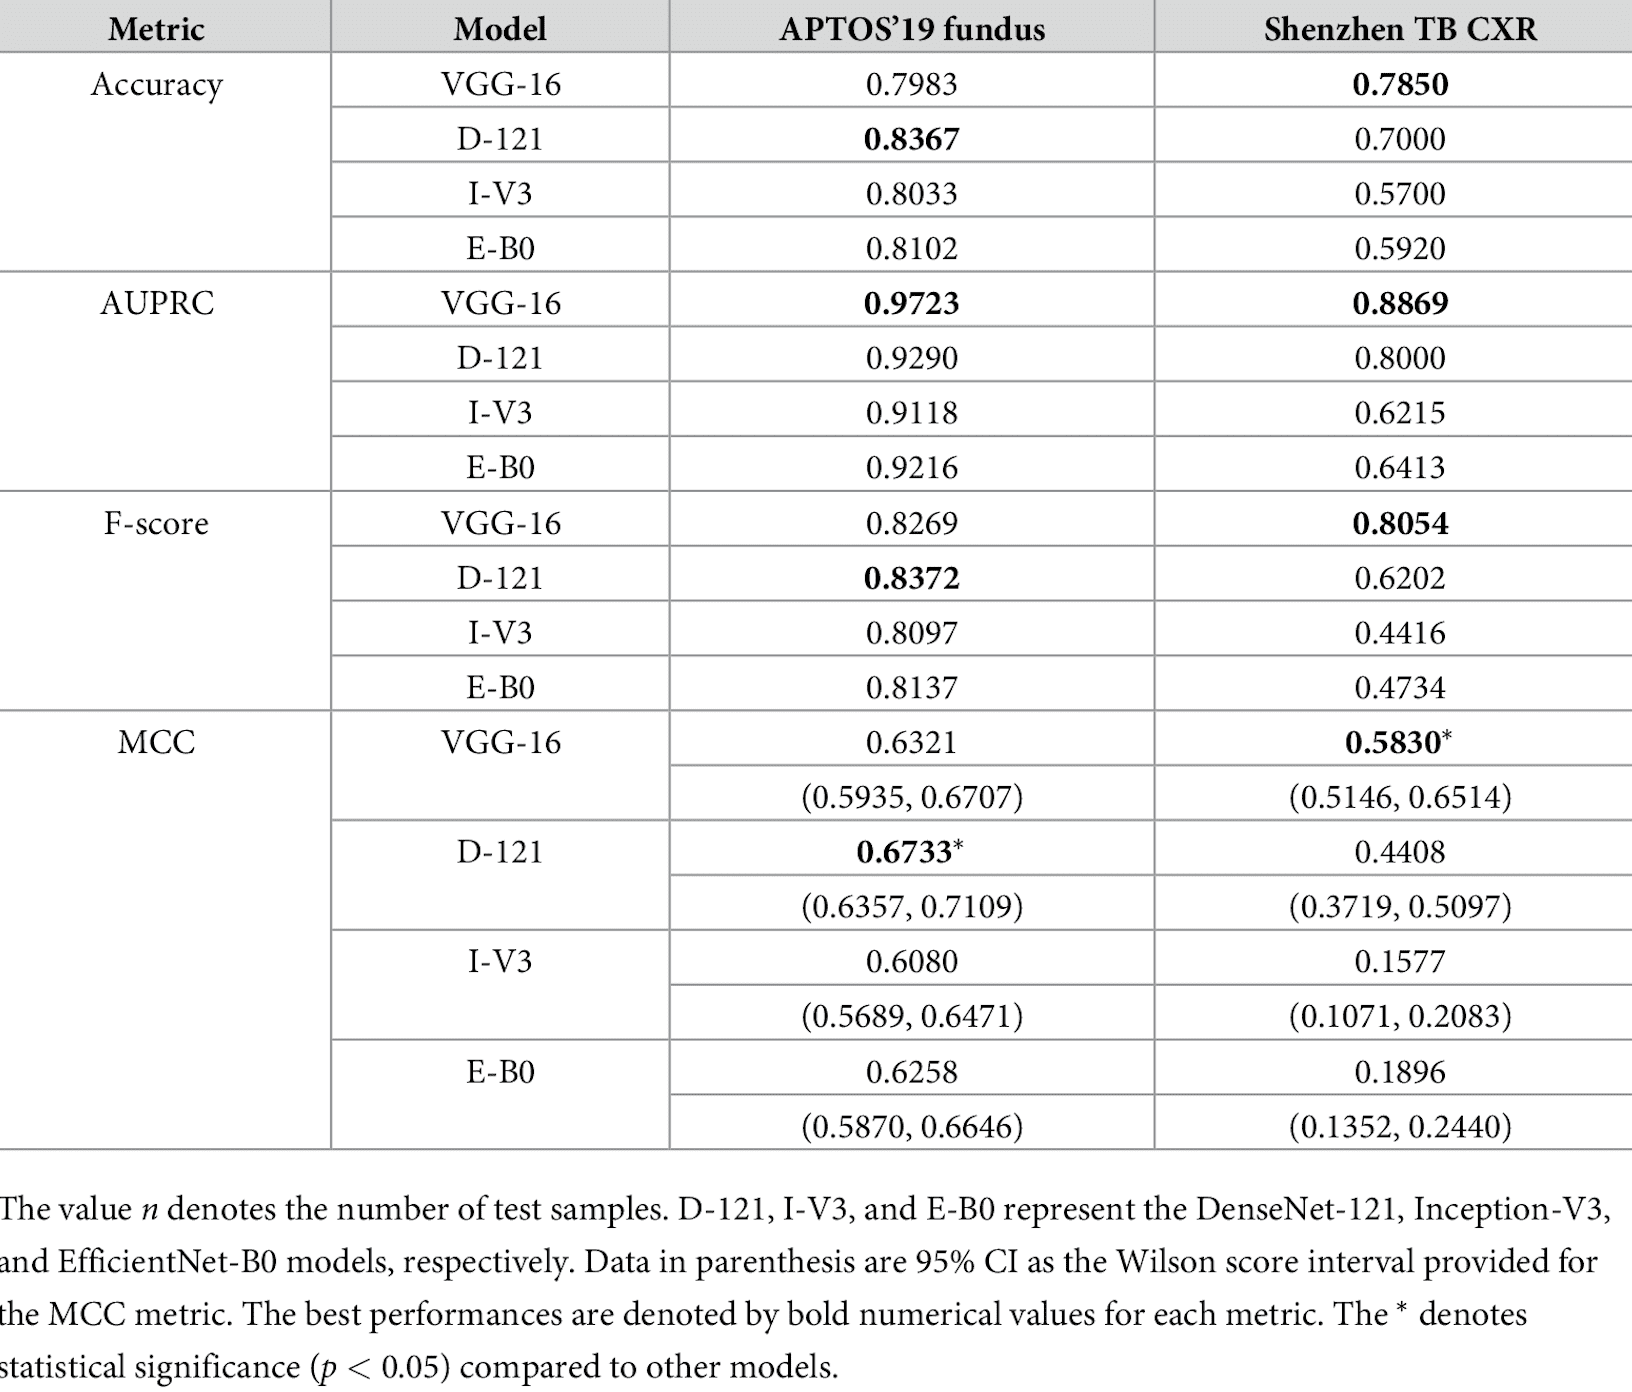 Metric Model APTOS’19 fundus Shenzhen TB CXR
Accuracy VGG-16 0.7983 0.7850
D-121 0.8367 0.7000
I-V3 0.8033 0.5700
E-B0 0.8102 0.5920
AUPRC VGG-16 0.9723 0.8869
D-121 0.9290 0.8000
I-V3 0.9118 0.6215
E-B0 0.9216 0.6413
F-score VGG-16 0.8269 0.8054
D-121 0.8372 0.6202
I-V3 0.8097 0.4416
E-B0 0.8137 0.4734
MCC VGG-16 0.6321 0.5830*
(0.5935, 0.6707) (0.5146, 0.6514)
D-121 0.6733* 0.4408
(0.6357, 0.7109) (0.3719, 0.5097)
I-V3 0.6080 0.1577
(0.5689, 0.6471) (0.1071, 0.2083)
E-B0 0.6258 0.1896
(0.5870, 0.6646) (0.1352, 0.2440)
The value n denotes the number of test samples. D-121, I-V3, and E-B0 represent the DenseNet-121, Inception-V3,
and EfficientNet-B0 models, respectively. Data in parenthesis are 95% CI as the Wilson score interval provided for
the MCC metric. The best performances are denoted by bold numerical values for each metric. The * denotes
statistical significance (p < 0.05) compared to other models.